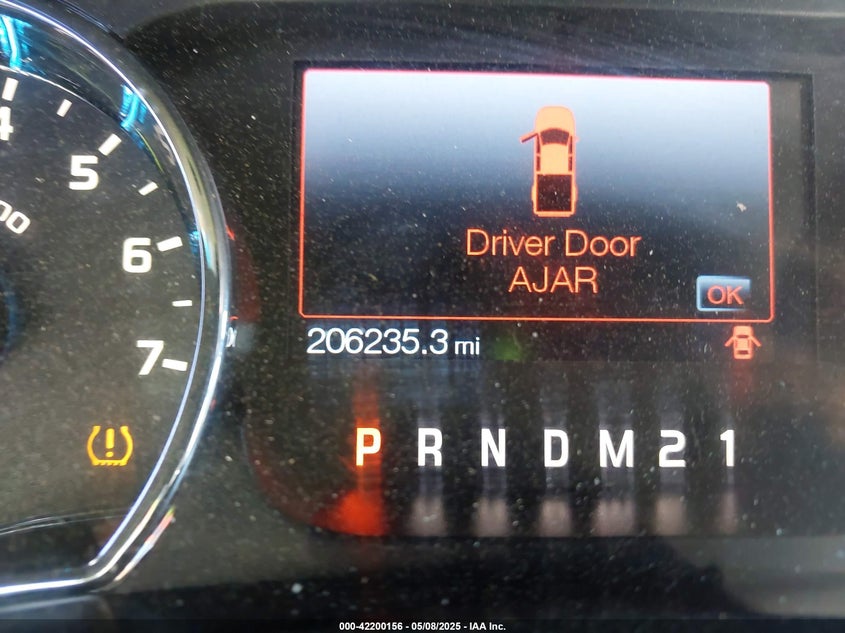 4
5
6
7
Driver Door
AJAR
OK
206235.3 mi
P R N D M 2 1
000-42200156 - 05/08/2025 - IAA Inc.